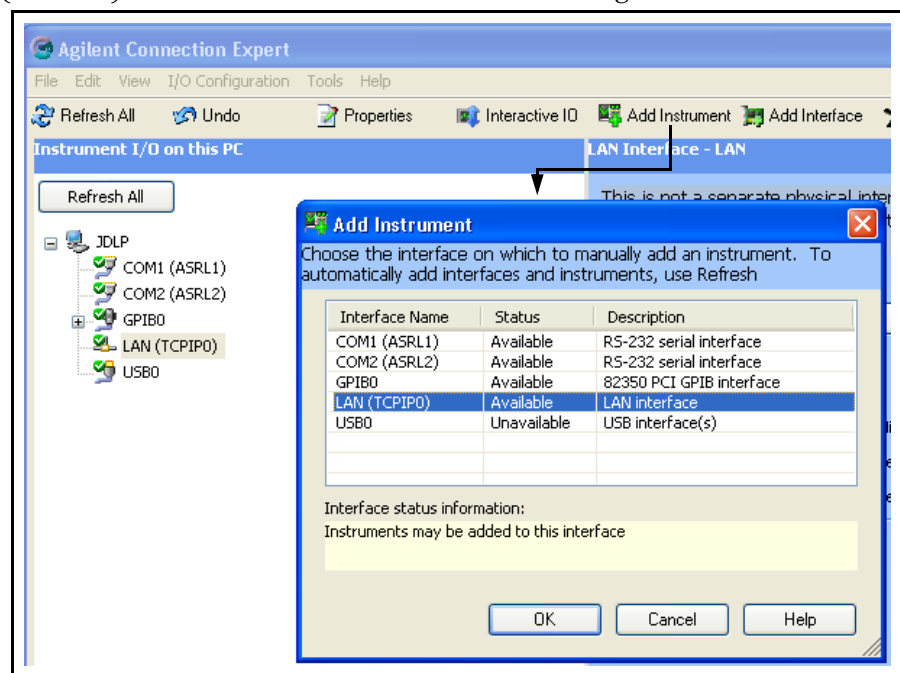 Agilent Connection Expert
File Edit View I/O Configuration Tools Help
Refresh All Undo Properties Interactive IO Add Instrument Add Interface
Instrument I/O on this PC
LAN Interface - LAN
Refresh All
This is not a separate physical
JDLP
COM1 (ASRL1)
COM2 (ASRL2)
GPIB0
LAN (TCPIP0)
USB0
Add Instrument
Choose the interface on which to manually add an instrument. To
automatically add interfaces and instruments, use Refresh
Interface Name Status Description
COM1 (ASRL1) Available RS-232 serial interface
COM2 (ASRL2) Available RS-232 serial interface
GPIB0 Available 82350 PCI GPIB interface
LAN (TCPIP0) Available LAN interface
USB0 Unavailable USB interface(s)
Interface status information:
Instruments may be added to this interface
OK Cancel Help